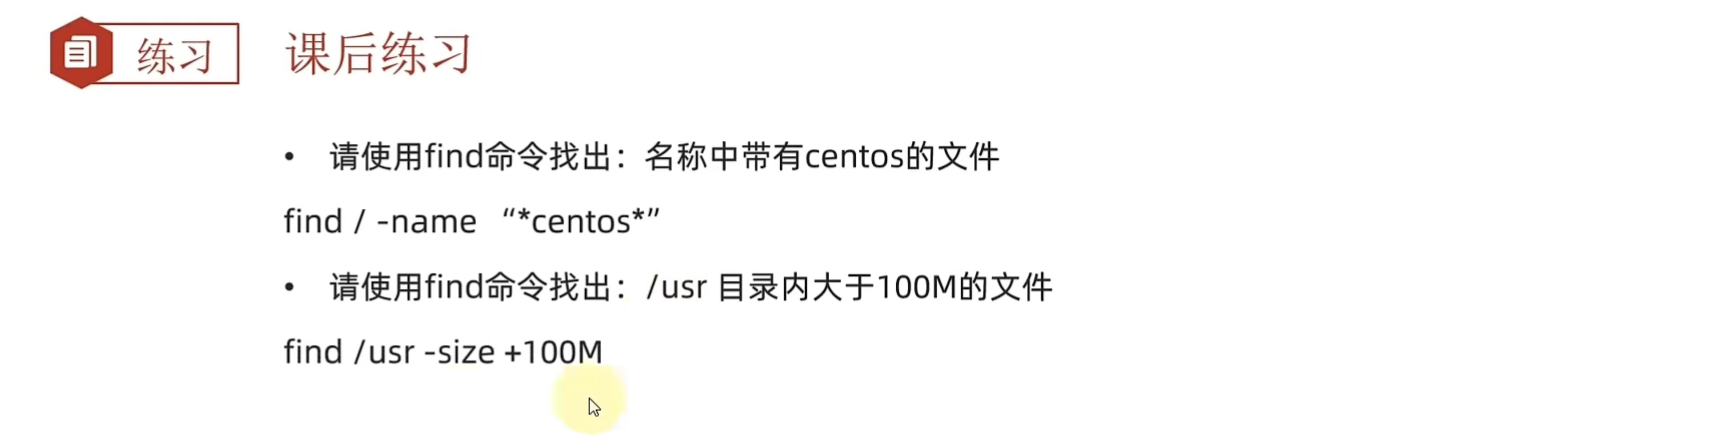 练习 课后练习
• 请使用find命令找出：名称中带有centos的文件
find / -name “*centos*”
• 请使用find命令找出：/usr 目录内大于100M的文件
find /usr -size +100M